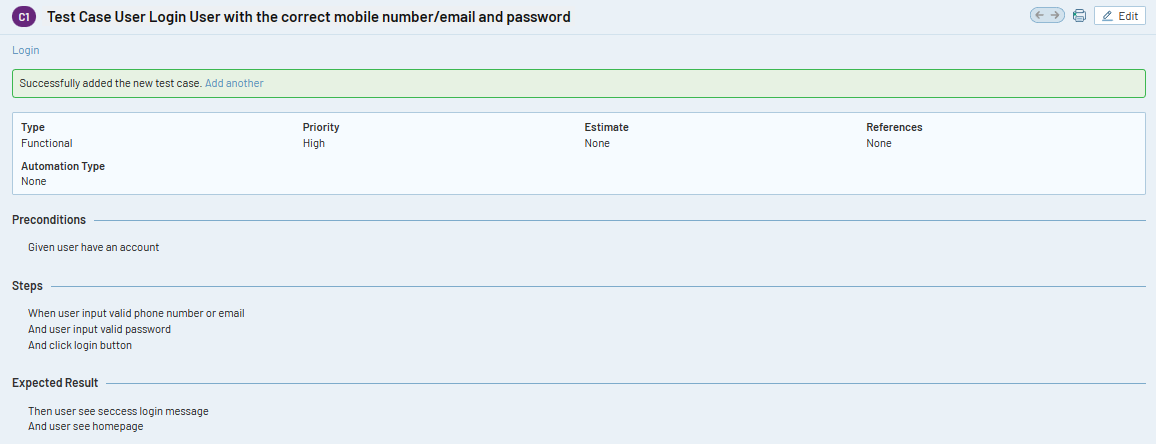 C1 Test Case User Login User with the correct mobile number/email and password Edit
Login
Successfully added the new test case. Add another
Type Priority Estimate References
Functional High None None
Automation Type
None
Preconditions
Given user have an account
Steps
When user input valid phone number or email
And user input valid password
And click login button
Expected Result
Then user see seccess login message
And user see homepage